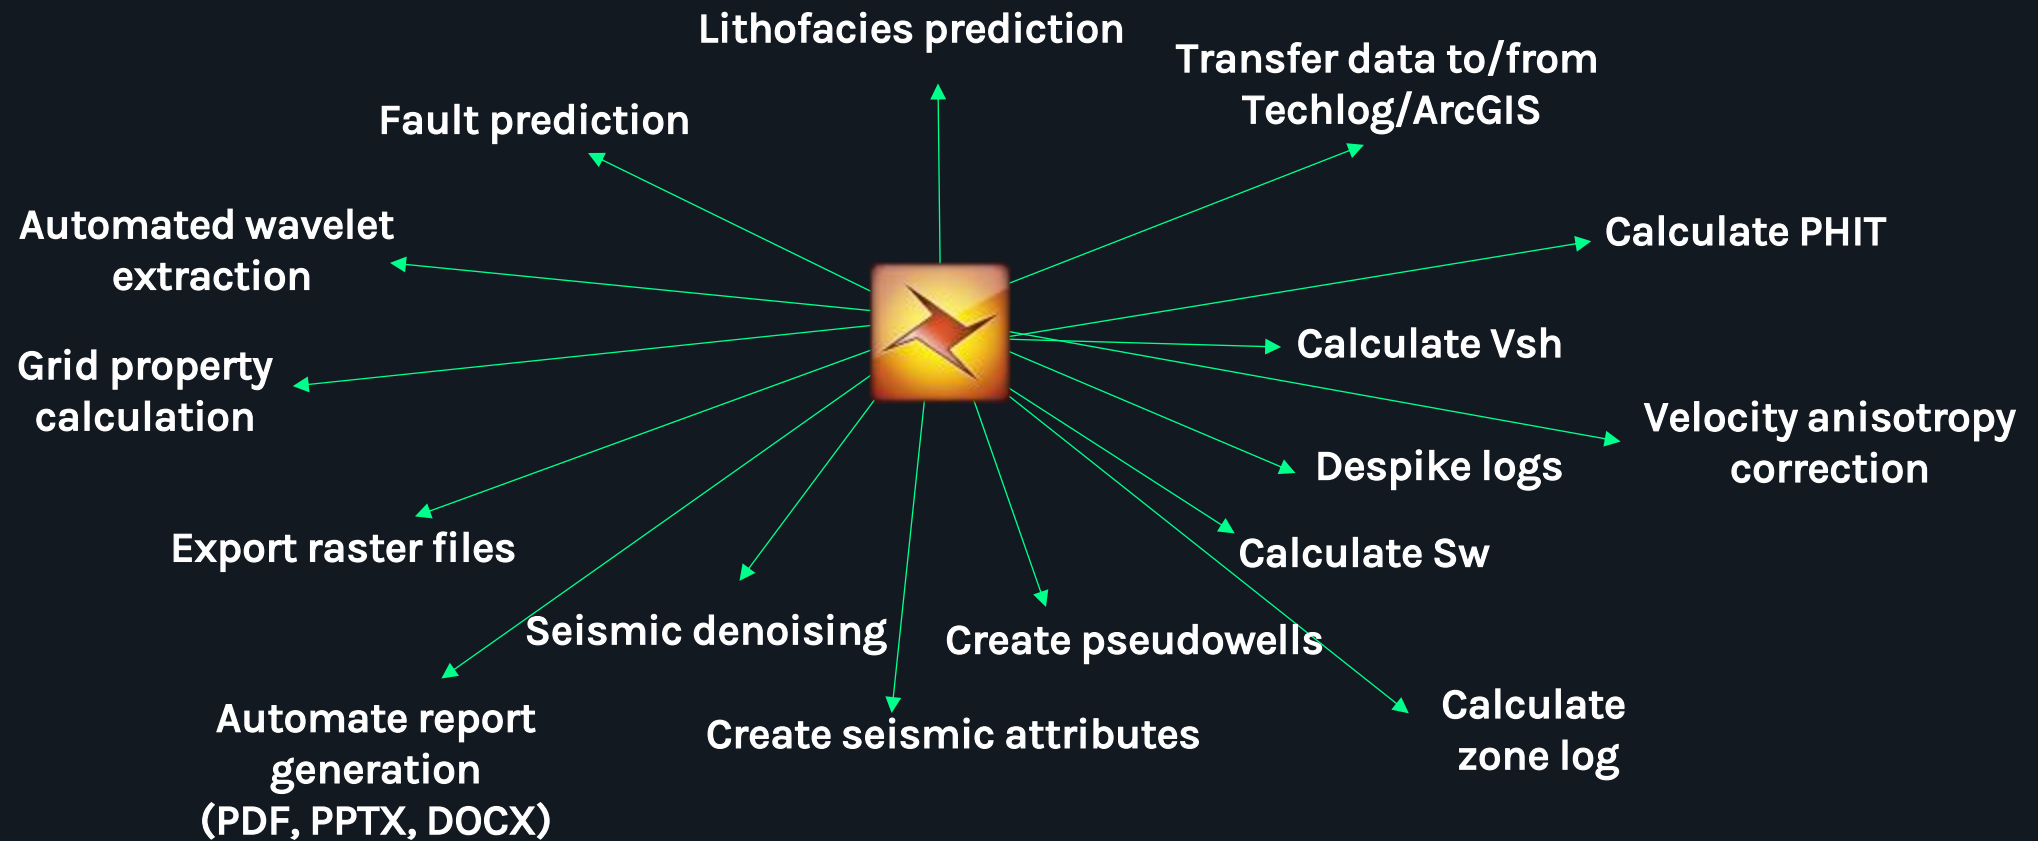 Lithofacies prediction
Transfer data to/from
Techlog/ArcGIS
Fault prediction
Automated wavelet
extraction
Calculate PHIT
Calculate Vsh
Grid property
calculation
Velocity anisotropy
correction
Despike logs
Export raster files
Calculate Sw
Seismic denoising
Create pseudowells
Automate report
generation
(PDF, PPTX, DOCX)
Create seismic attributes
Calculate
zone log